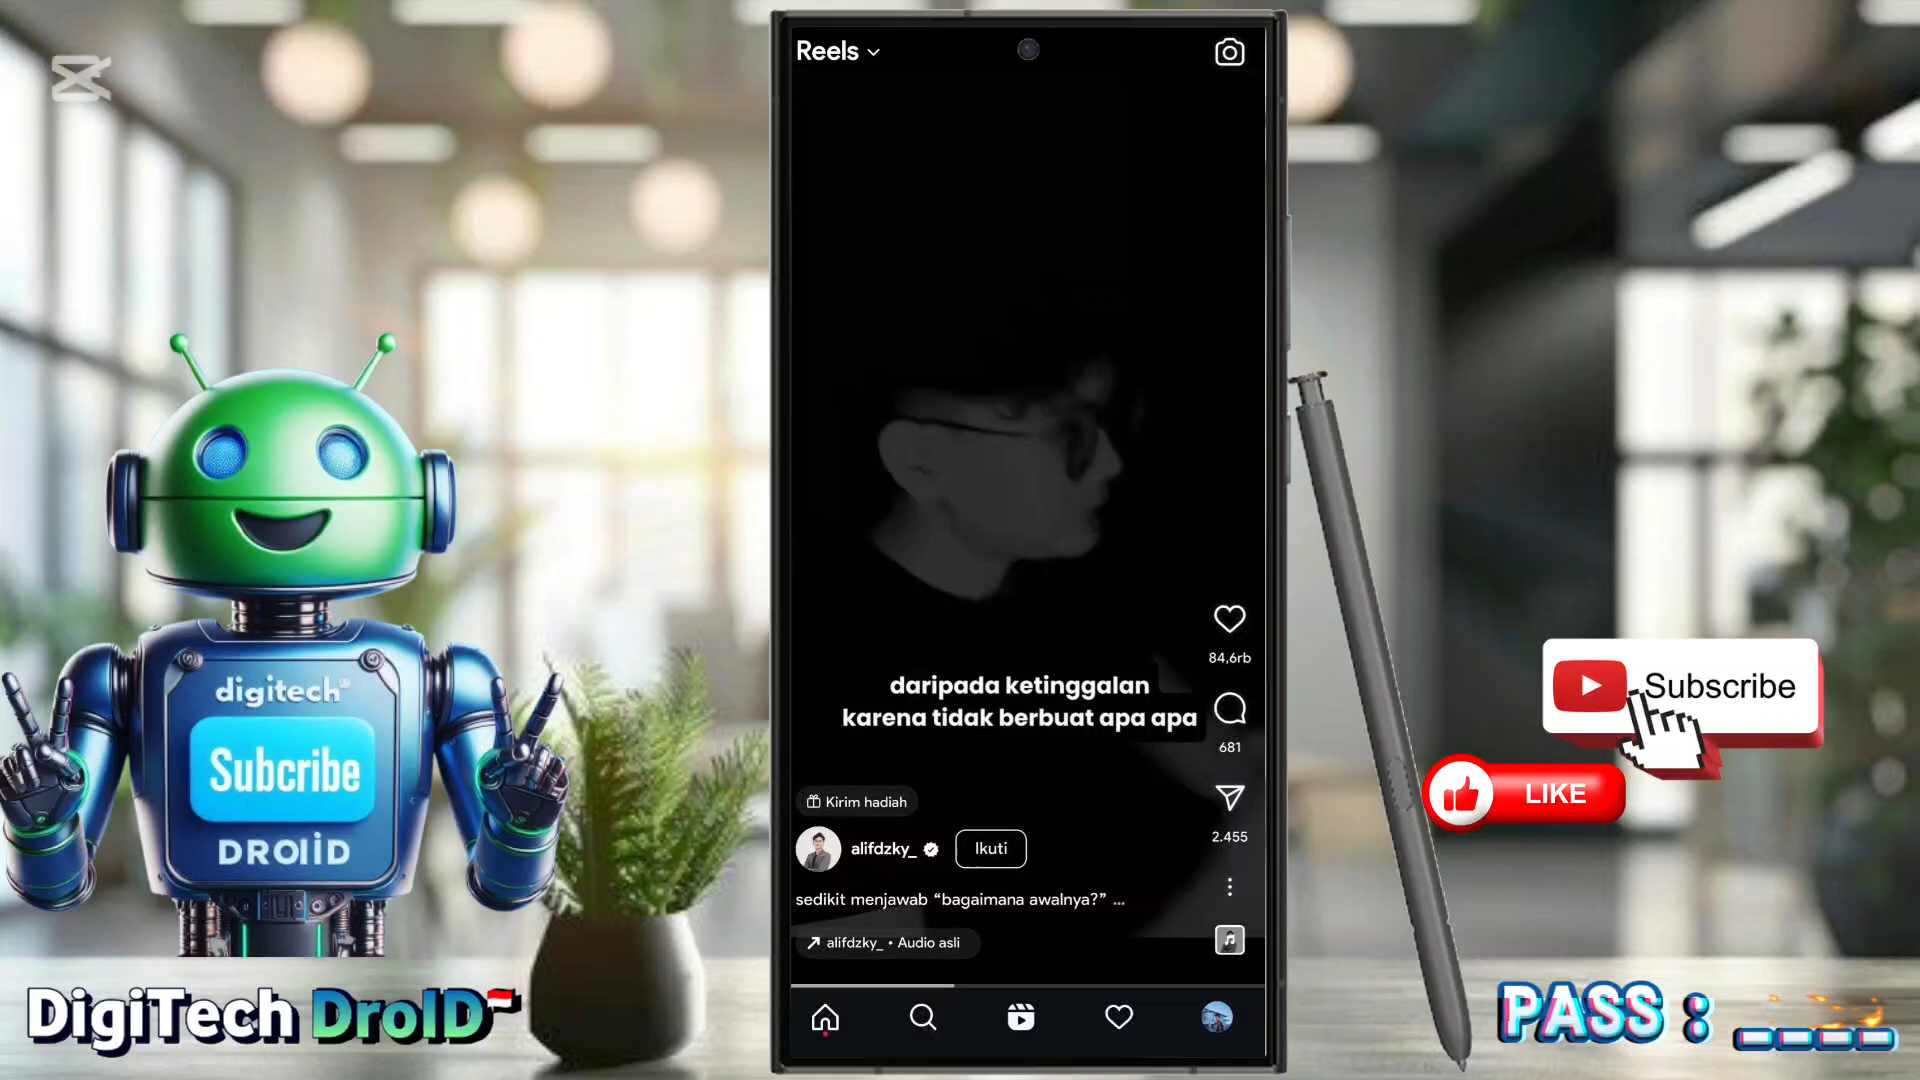 Reels
84,6rb
daripada ketinggalan
karena tidak berbuat apa apa
681
Kirim hadiah
2.455
alifdzky_ Ikuti
sedikit menjawab “bagaimana awalnya?” ...
alifdzky_ • Audio asli
digitech®
Subcribe
DROIID
DigiTech DroID
Subscribe
LIKE
PASS : _ _ _ _